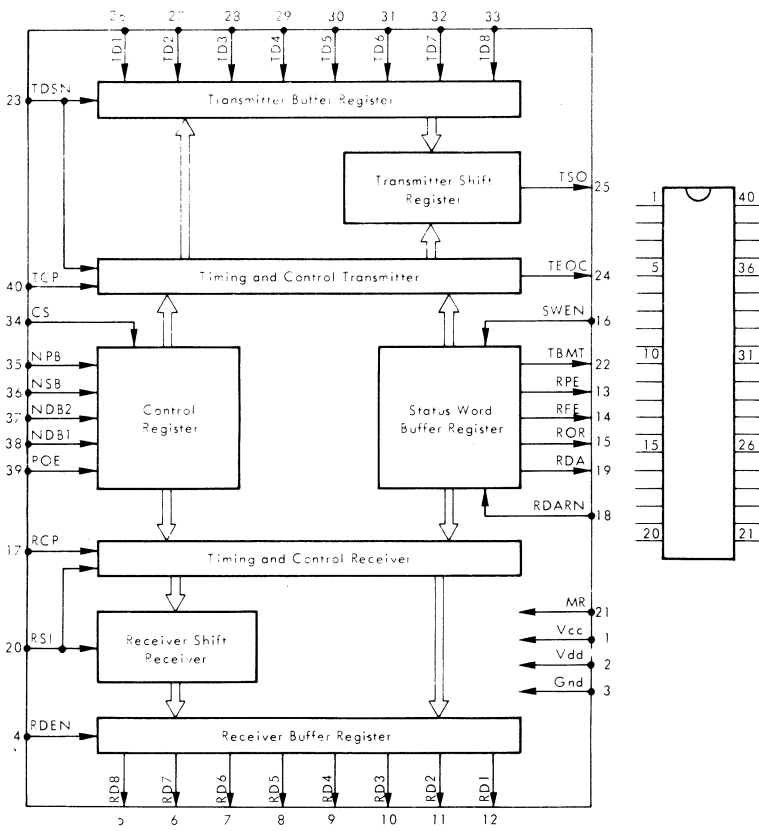 26 27 28 29 30 31 32 33
TD1 TD2 TD3 TD4 TD5 TD6 TD7 TD8
23 TDSN
Transmitter Buffer Register
Transmitter Shift
Register
TSO
25
Timing and Control Transmitter
TEOC
24
40 TCP
34 CS
SWEN
16
35 NPB
36 NSB
37 NDB2
38 NDB1
39 POE
Control
Register
Status Word
Buffer Register
TBMT
22
RPE
13
RFE
14
ROR
15
RDA
19
RDARN
18
17 RCP
Timing and Control Receiver
20 RSI
Receiver Shift
Receiver
MR
21
Vcc
1
Vdd
2
Gnd
3
4 RDEN
Receiver Buffer Register
RD8 RD7 RD6 RD5 RD4 RD3 RD2 RD1
5 6 7 8 9 10 11 12
1 40
5 36
10 31
15 26
20 21